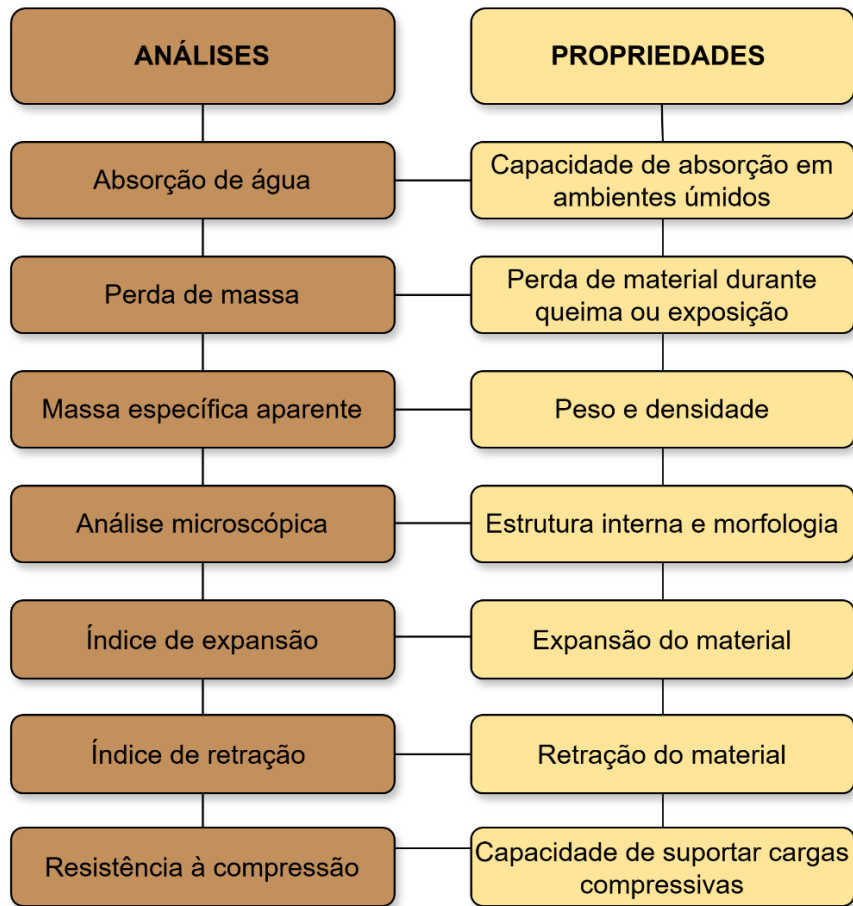 ANÁLISES
PROPRIEDADES
Absorção de água
Capacidade de absorção em
ambientes úmidos
Perda de massa
Perda de material durante
queima ou exposição
Massa específica aparente
Peso e densidade
Análise microscópica
Estrutura interna e morfologia
Índice de expansão
Expansão do material
Índice de retração
Retração do material
Resistência à compressão
Capacidade de suportar cargas
compressivas